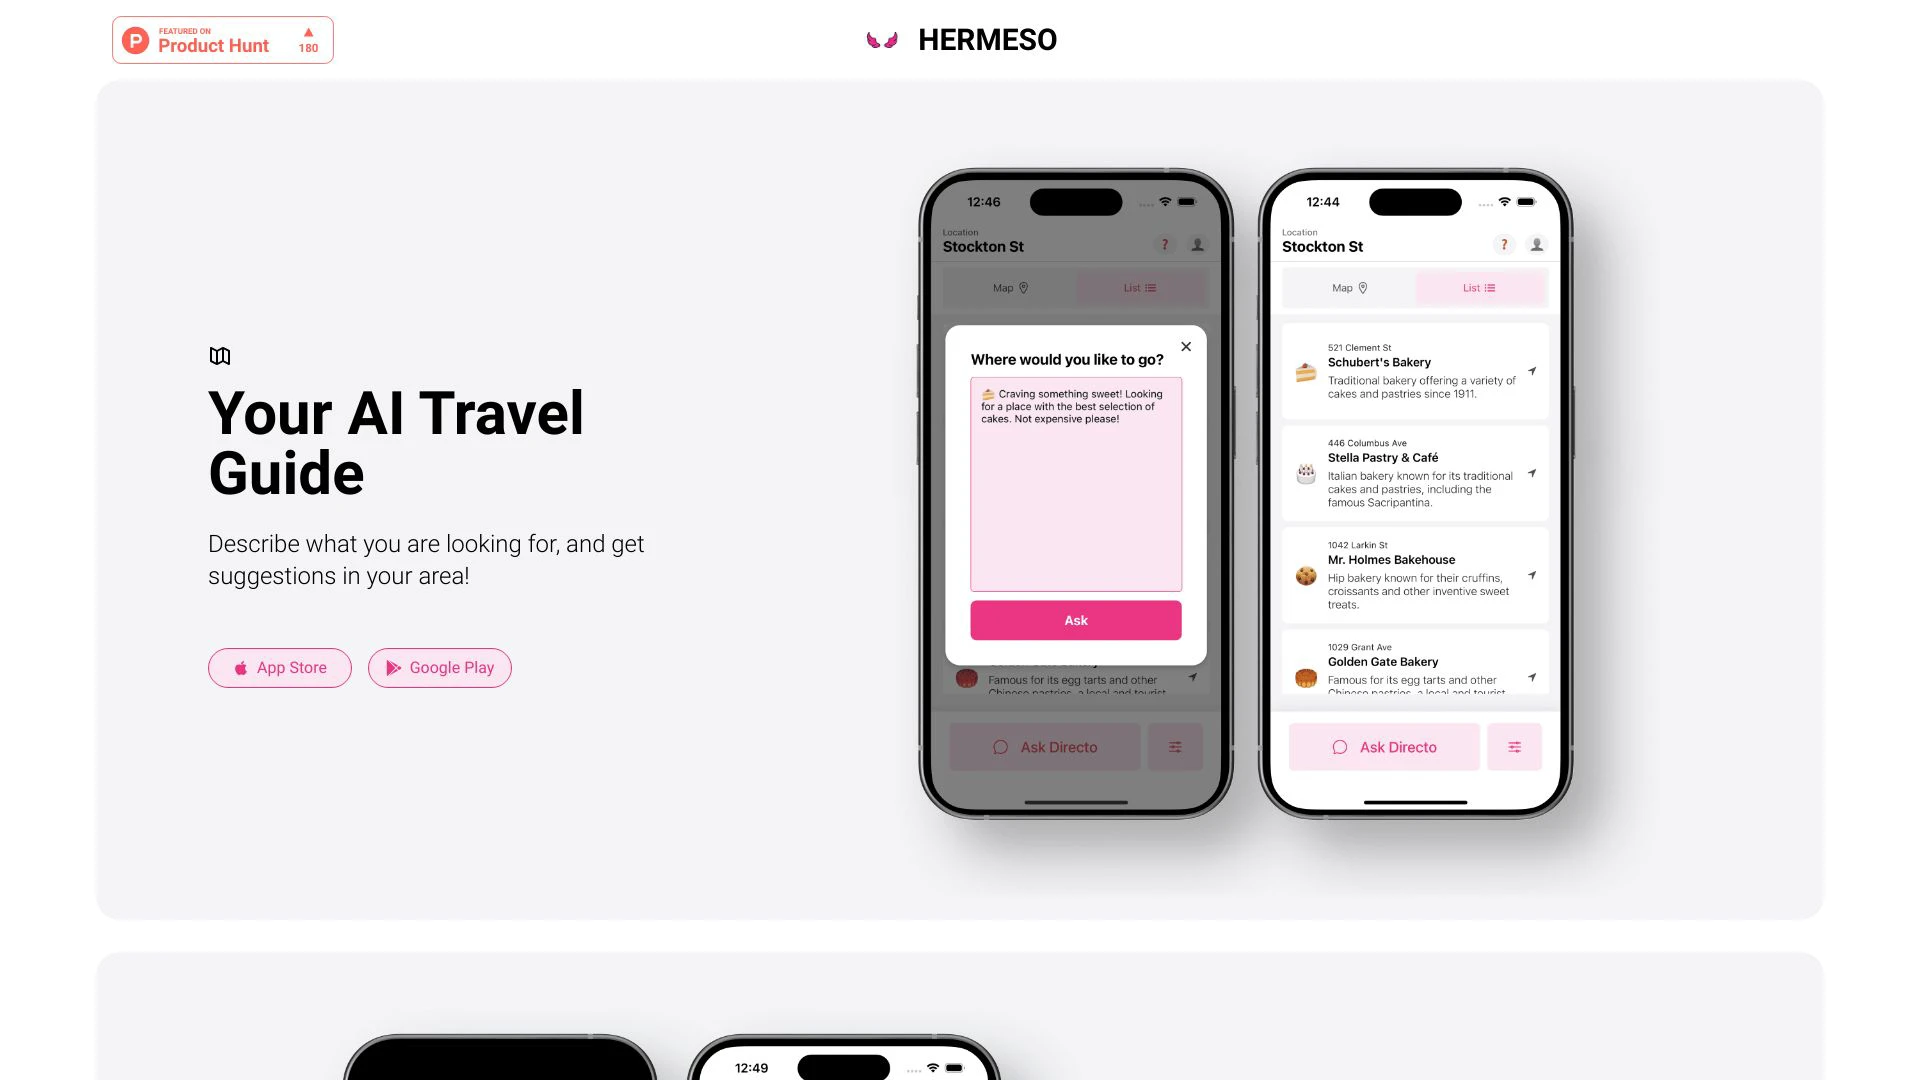 FEATURED ON
Product Hunt
180
HERMESO
Your AI Travel
Guide
Describe what you are looking for, and get
suggestions in your area!
App Store
Google Play
12:46
Location
Stockton St
?
Map
List
Where would you like to go?
Craving something sweet! Looking
for a place with the best selection of
cakes. Not expensive please!
Ask
Famous for its egg tarts and other
Chinese pastries, a local and tourist
Ask Directo
12:44
Location
Stockton St
?
Map
List
521 Clement St
Schubert's Bakery
Traditional bakery offering a variety of
cakes and pastries since 1911.
446 Columbus Ave
Stella Pastry & Café
Italian bakery known for its traditional
cakes and pastries, including the
famous Sacripantina.
1042 Larkin St
Mr. Holmes Bakehouse
Hip bakery known for their cruffins,
croissants and other inventive sweet
treats.
1029 Grant Ave
Golden Gate Bakery
Famous for its egg tarts and other
Chinese pastries, a local and tourist
Ask Directo
12:49